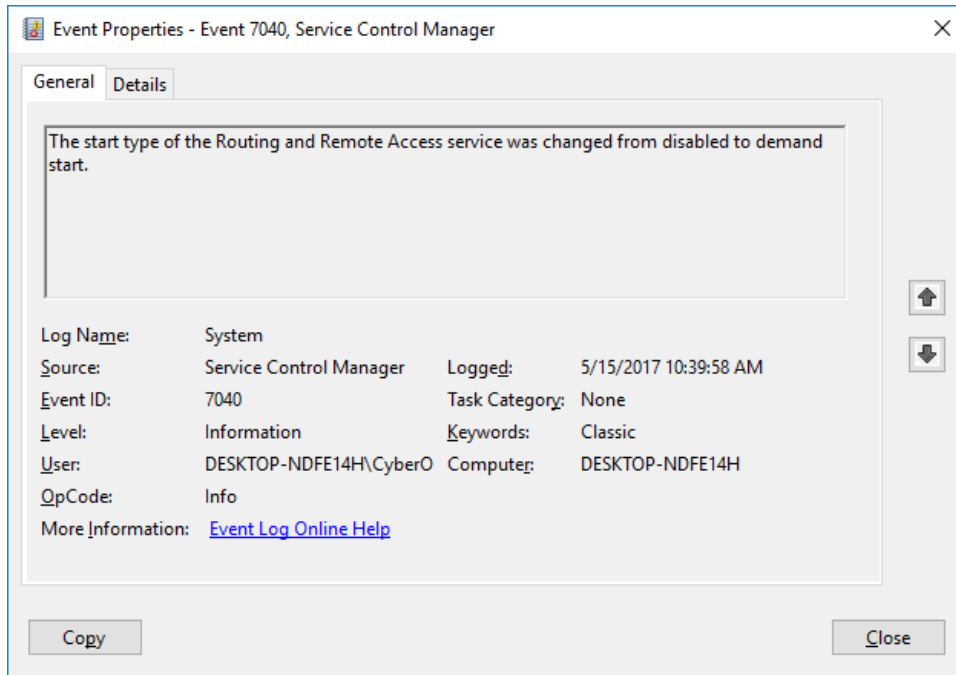 Event Properties - Event 7040, Service Control Manager
General Details
The start type of the Routing and Remote Access service was changed from disabled to demand
start.
Log Name: System
Source: Service Control Manager Logged: 5/15/2017 10:39:58 AM
Event ID: 7040 Task Category: None
Level: Information Keywords: Classic
User: DESKTOP-NDFE14H\CyberO Computer: DESKTOP-NDFE14H
OpCode: Info
More Information: Event Log Online Help
Copy Close